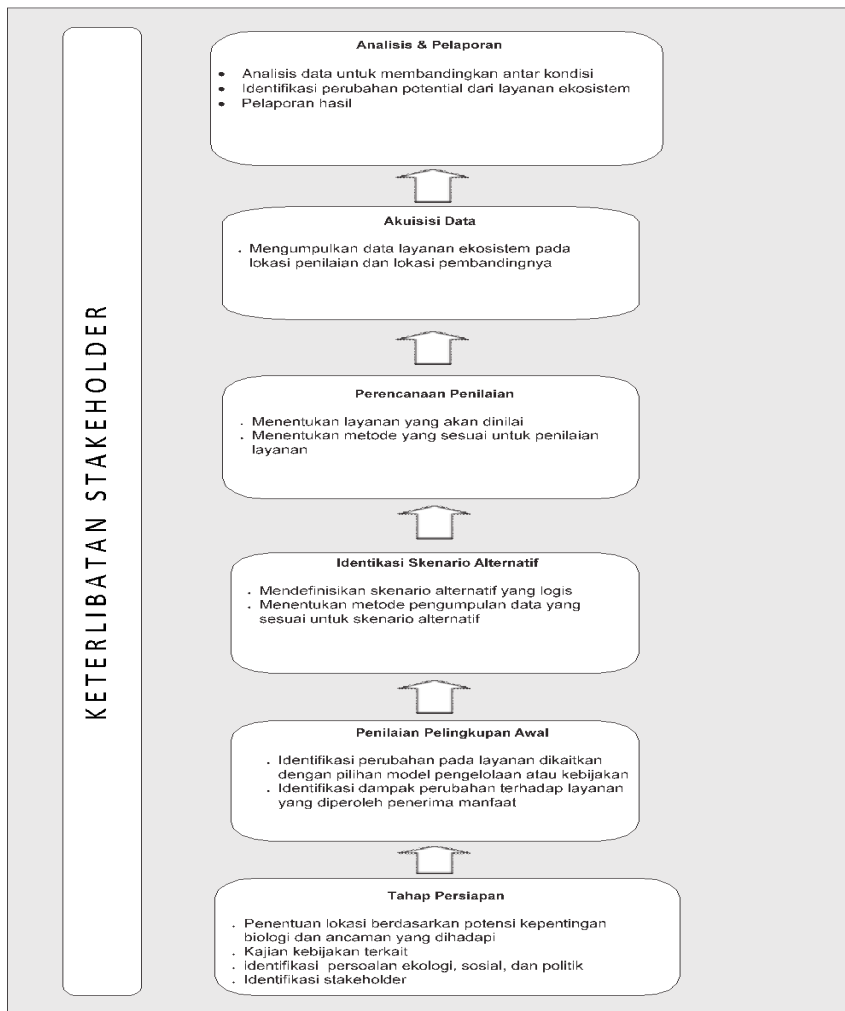 KETERLIBATAN STAKEHOLDER
Analisis & Pelaporan
• Analisis data untuk membandingkan antar kondisi
• Identifikasi perubahan potential dari layanan ekosistem
• Pelaporan hasil
Akuisisi Data
. Mengumpulkan data layanan ekosistem pada
lokasi penilaian dan lokasi pembandingnya
Perencanaan Penilaian
. Menentukan layanan yang akan dinilai
. Menentukan metode yang sesuai untuk penilaian
layanan
Identikasi Skenario Alternatif
. Mendefinisikan skenario alternatif yang logis
. Menentukan metode pengumpulan data yang
sesuai untuk skenario alternatif
Penilaian Pelingkupan Awal
. Identifikasi perubahan pada layanan dikaitkan
dengan pilihan model pengelolaan atau kebijakan
. Identifikasi dampak perubahan terhadap layanan
yang diperoleh penerima manfaat
Tahap Persiapan
. Penentuan lokasi berdasarkan potensi kepentingan
biologi dan ancaman yang dihadapi
. Kajian kebijakan terkait
. identifikasi persoalan ekologi, sosial, dan politik
. Identifikasi stakeholder